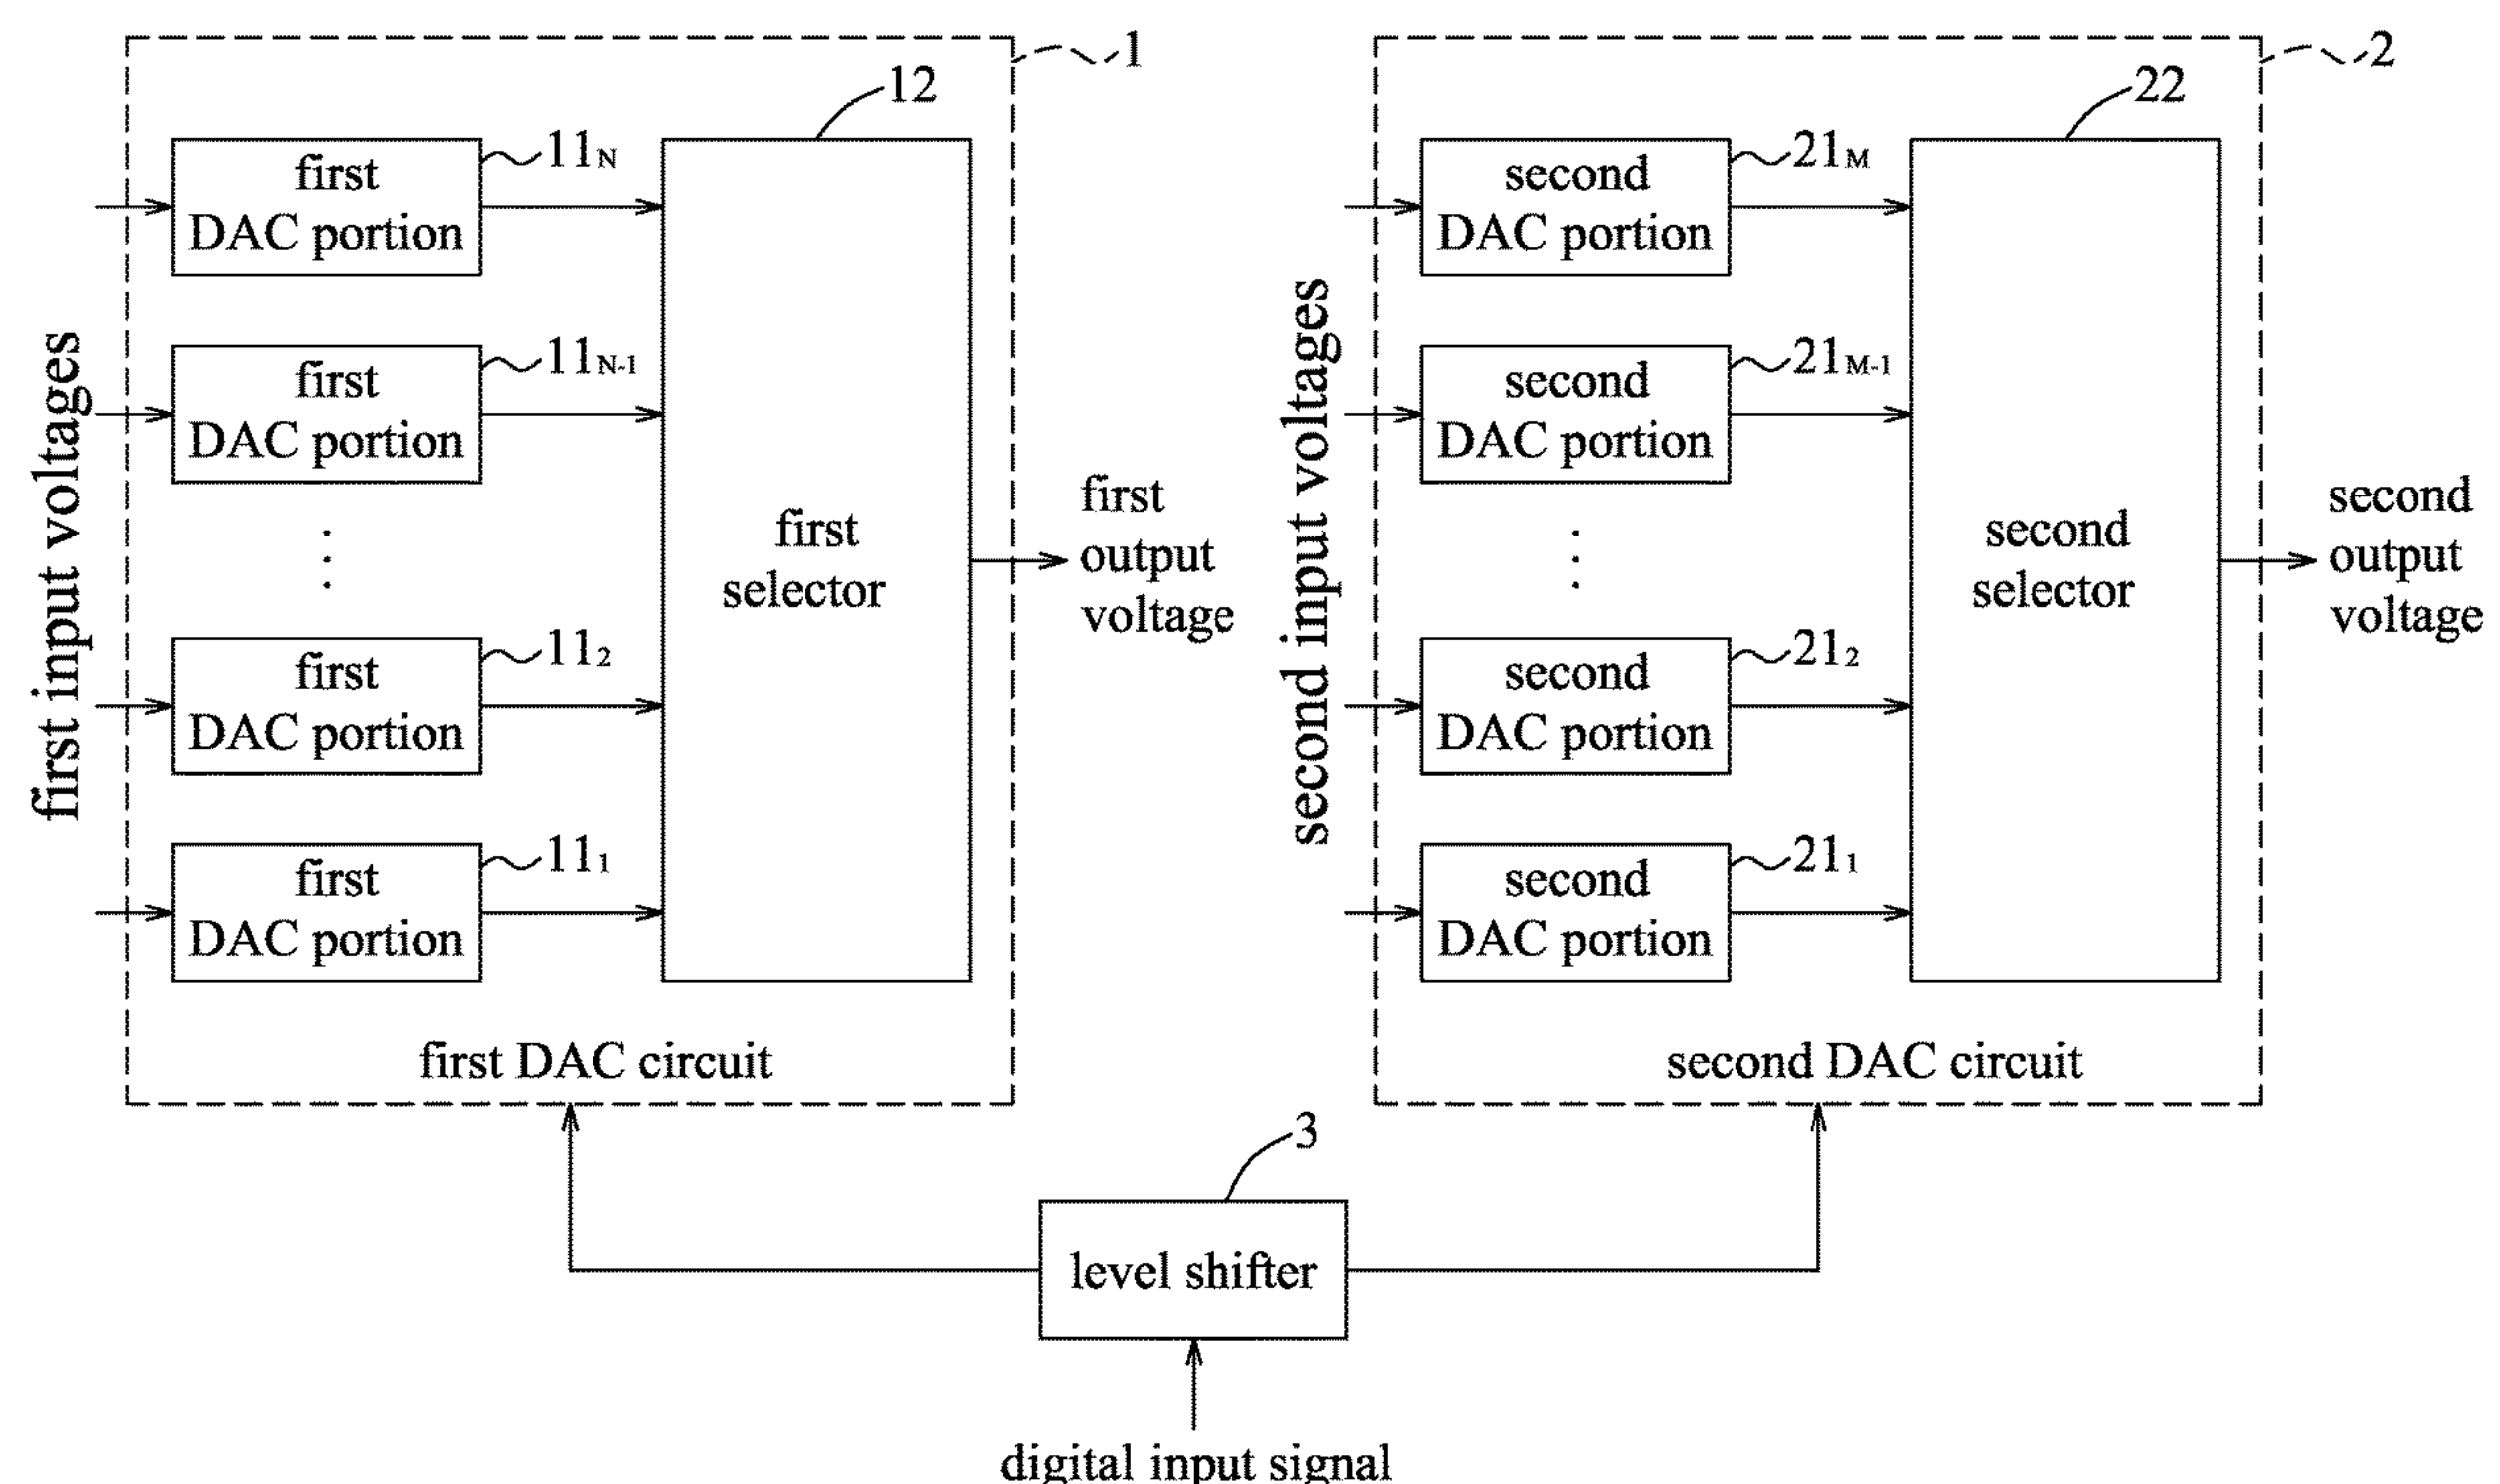 1
12
11N
first
DAC portion
11N-1
first
DAC portion
first input voltages
first
selector
first
output
voltage
112
first
DAC portion
111
first
DAC portion
first DAC circuit
2
22
21M
second
DAC portion
21M-1
second
DAC portion
second input voltages
second
selector
second
output
voltage
212
second
DAC portion
211
second
DAC portion
second DAC circuit
3
level shifter
digital input signal